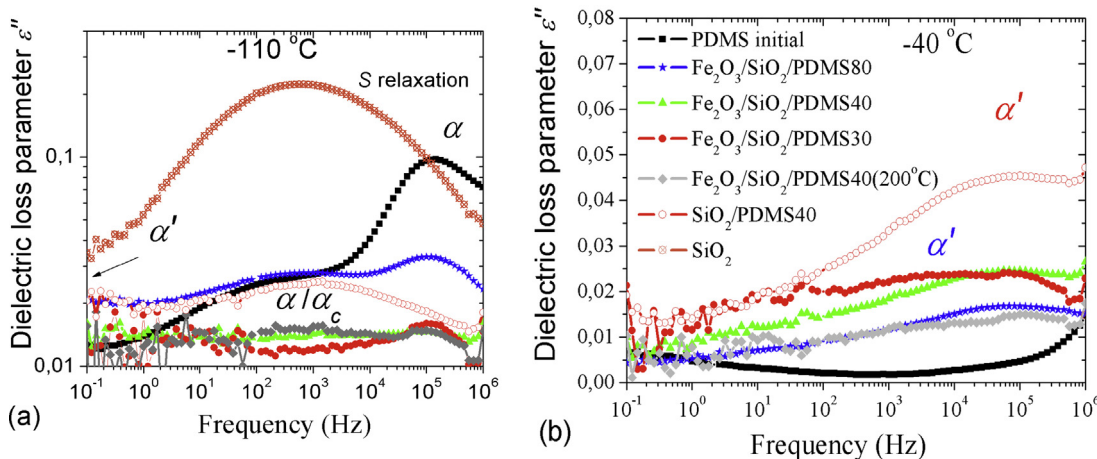 -110 °C
S relaxation
α
α'
α/αc
0.1
0.01
10⁻¹ 10⁰ 10¹ 10² 10³ 10⁴ 10⁵ 10⁶
Frequency (Hz)
Dielectric loss parameter ε"
(a)
-40 °C
PDMS initial
Fe₂O₃/SiO₂/PDMS80
Fe₂O₃/SiO₂/PDMS40
Fe₂O₃/SiO₂/PDMS30
Fe₂O₃/SiO₂/PDMS40(200°C)
SiO₂/PDMS40
SiO₂
α'
α'
0,08
0,07
0,06
0,05
0,04
0,03
0,02
0,01
0,00
10⁻¹ 10⁰ 10¹ 10² 10³ 10⁴ 10⁵ 10⁶
Frequency (Hz)
Dielectric loss parameter ε"
(b)